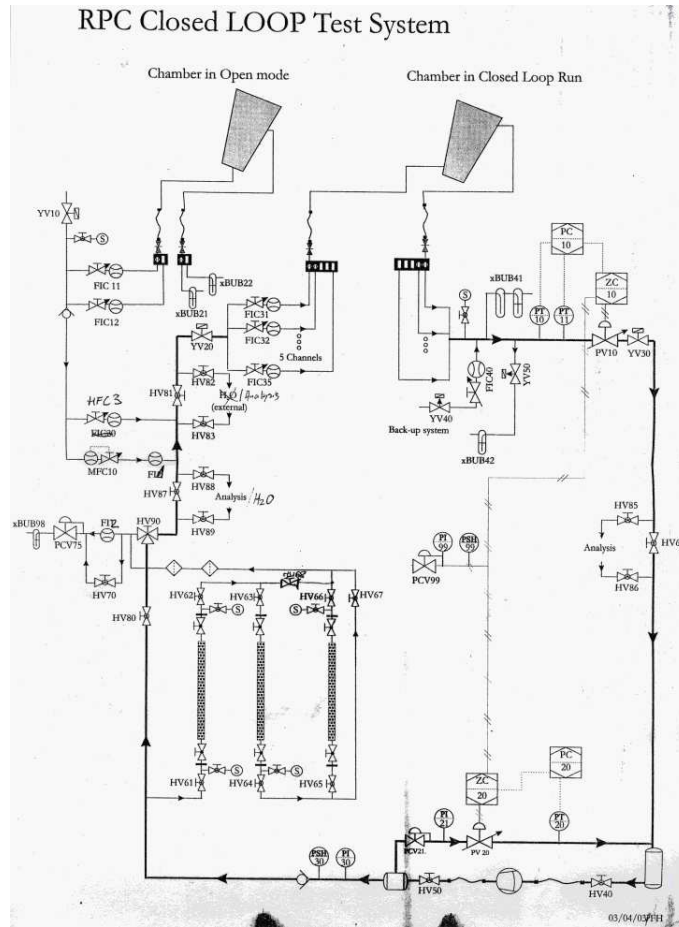 RPC Closed LOOP Test System
Chamber in Open mode
Chamber in Closed Loop Run
YV10
S
FIC 11
FIC12
xBUB21
xBUB22
YV20
FIC31
FIC32
FIC35
5 Channels
HV81
HV82
H2O / Analysis
(external)
HV83
HFC3
FIC30
MFC10
HV87
HV88
Analysis / H2O
HV89
S
xBUB41
PT
10
PT
11
PC
10
ZC
10
PV10
YV30
FIC40
YV50
YV40
Back-up system
xBUB42
xBUB98
PCV75
HV90
HV70
HV80
HV62
HV63
HV66
HV67
S
S
HV61
HV64
HV65
S
S
PI
99
PSH
99
PCV99
HV85
Analysis
HV86
HV6
PC
20
ZC
20
PI
21
PT
20
PCV21
PV 20
PSH
30
PI
30
HV50
HV40